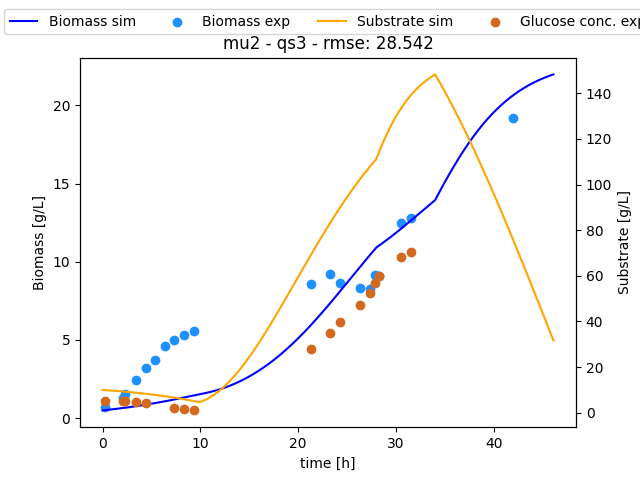 Biomass sim Biomass exp Substrate sim Glucose conc. exp
mu2 - qs3 - rmse: 28.542
20
15
10
5
0
Biomass [g/L]
140
120
100
80
60
40
20
0
Substrate [g/L]
0 10 20 30 40
time [h]